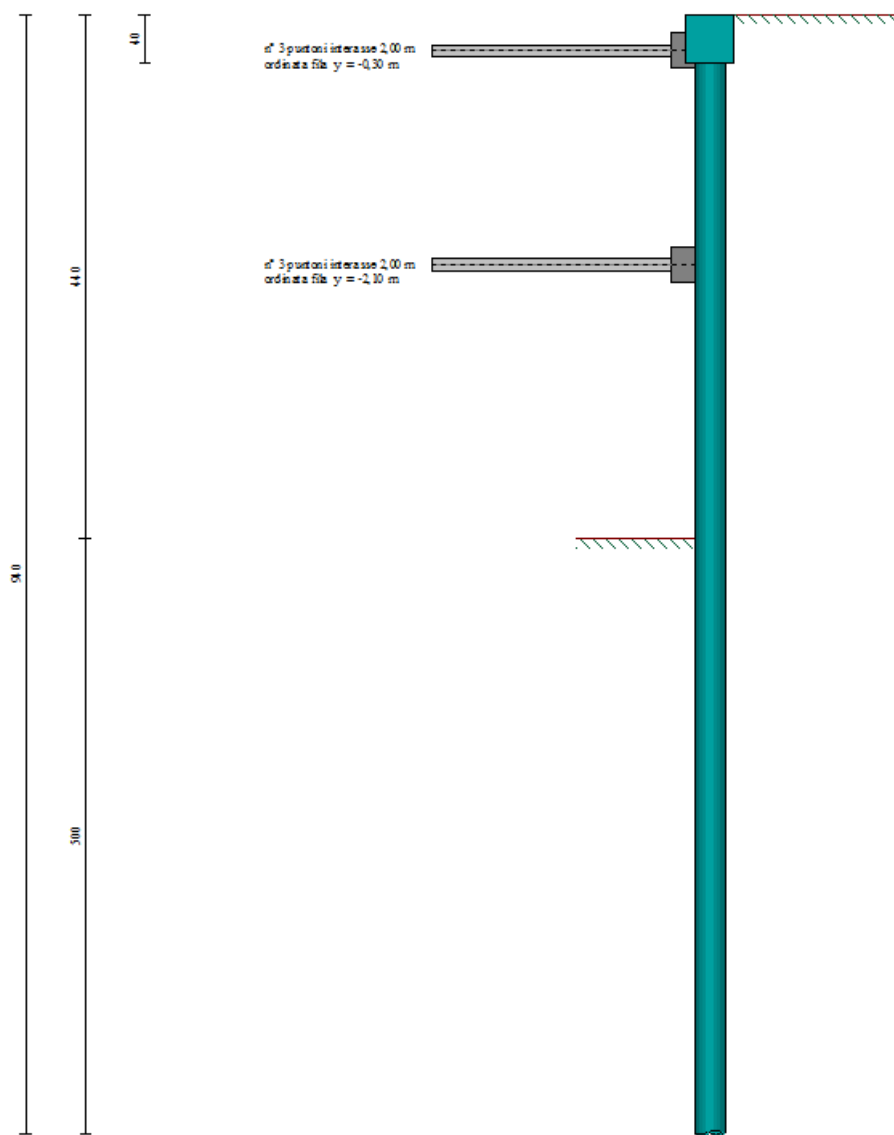 40
n° 3 puntoni interasse 2,00 m
ordinata fila y = -0,30 m
n° 3 puntoni interasse 2,00 m
ordinata fila y = -2,10 m
440
940
500